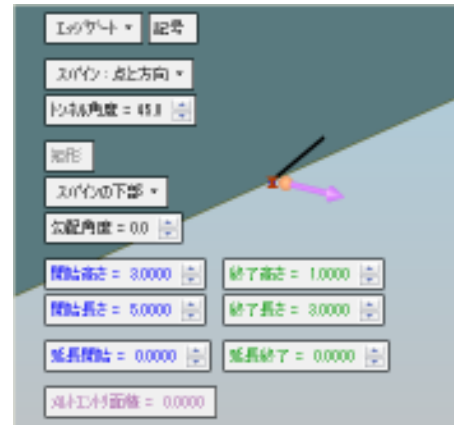 エッジゲート 記号
スパイン：点と方向
トンネル角度 = 45.0
矩形
スパインの下部
勾配角度 = 0.0
開始高さ = 3.0000 終了高さ = 1.0000
開始長さ = 5.0000 終了長さ = 3.0000
延長開始 = 0.0000 延長終了 = 0.0000
メルトエントリ面積 = 0.0000